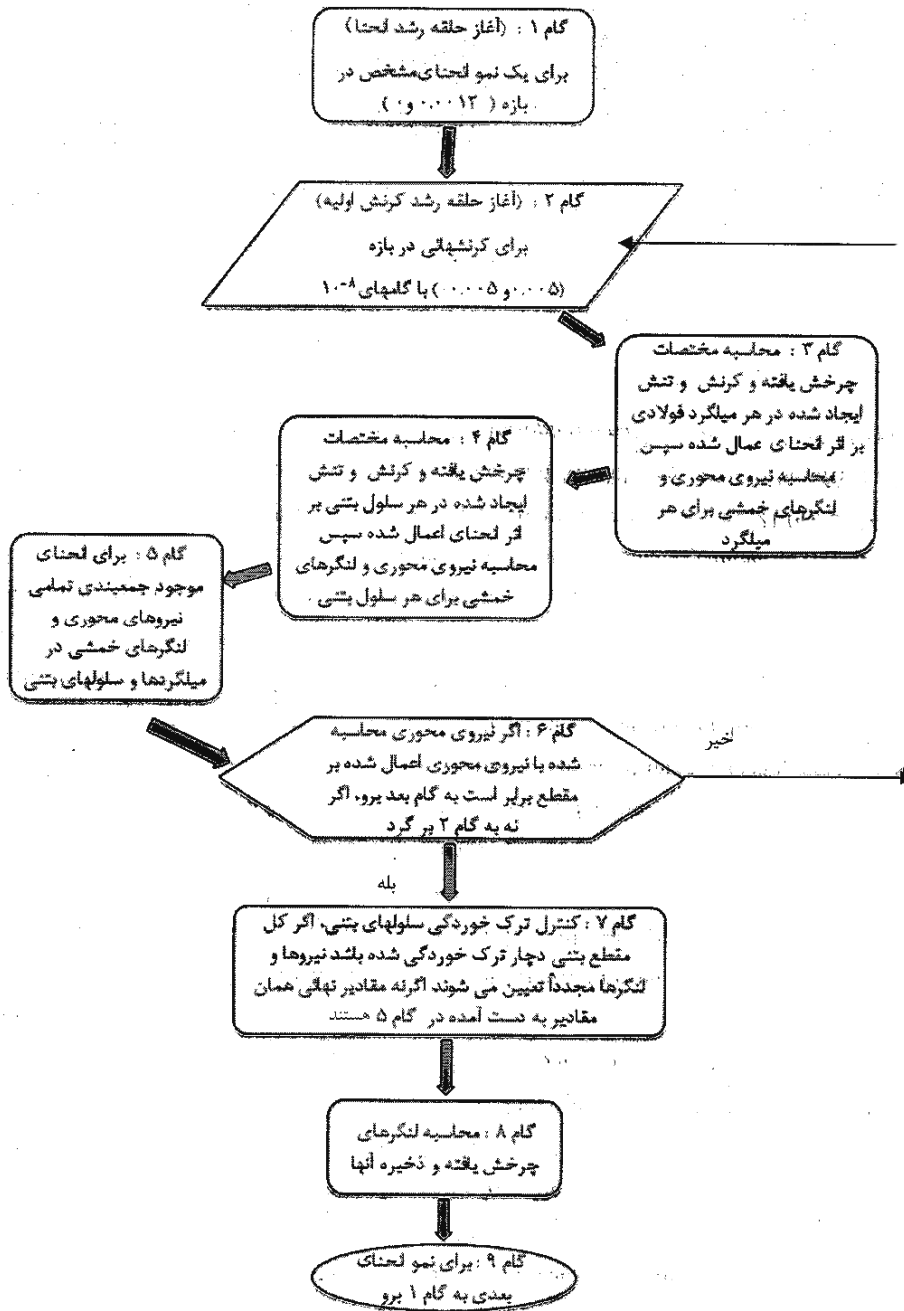 گام ۱ : (آغاز حلقه رشد انحنا)
برای یک نمو انحنای مشخص در
بازه ( ۰.۰۰۱۲ و ۰ )
گام ۲ : (آغاز حلقه رشد کرنش اولیه)
برای کرنشهائی در بازه
(۰.۰۰۵ و ۰.۰۰۵-) با گامهای ۱۰-۸
گام ۳ : محاسبه مختصات
چرخش یافته و کرنش و تنش
ایجاد شده در هر میلگرد فولادی
بر اثر انحنای عمال شده سپس
محاسبه نیروی محوری و
لنگرهای خمشی برای هر
میلگرد
گام ۴ : محاسبه مختصات
چرخش یافته و کرنش و تنش
ایجاد شده در هر سلول بتنی بر
اثر انحنای اعمال شده سپس
محاسبه نیروی محوری و لنگرهای
خمشی برای هر سلول بتنی .
گام ۵ : برای انحنای
موجود جمعبندی تمامی
نیروهای محوری و
لنگرهای خمشی در
میلگردها و سلولهای بتنی
گام ۶ : اگر نیروی محوری محاسبه
شده با نیروی محوری اعمال شده بر
مقطع برابر است به گام بعد برو، اگر
نه به گام ۲ بر گرد
خیر
بله
گام ۷ : کنترل ترک خوردگی سلولهای بتنی، اگر کل
مقطع بتنی دچار ترک خوردگی شده باشد نیروها و
لنگرها مجدداً تعیین می شوند اگرنه مقادیر نهائی همان
مقادیر به دست آمده در گام ۵ هستند
گام ۸ : محاسبه لنگرهای
چرخش یافته و ذخیره آنها
گام ۹ : برای نمو انحنای
بعدی به گام ۱ برو